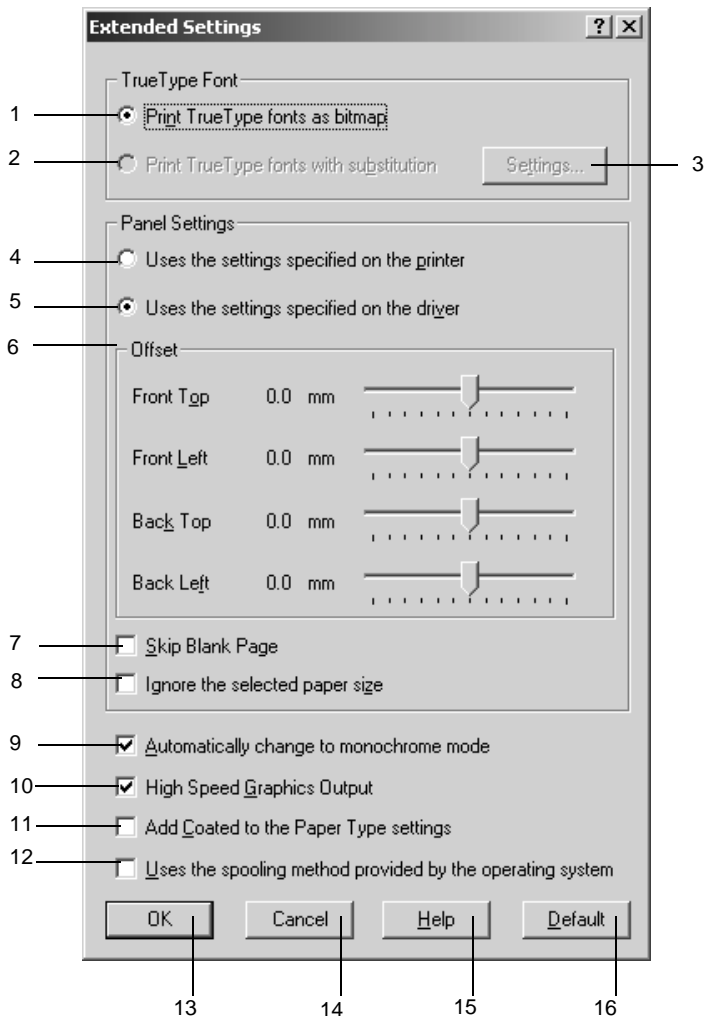 Extended Settings
TrueType Font
1 Print TrueType fonts as bitmap
2 Print TrueType fonts with substitution Settings... 3
Panel Settings
4 Uses the settings specified on the printer
5 Uses the settings specified on the driver
6 Offset
Front Top 0.0 mm
Front Left 0.0 mm
Back Top 0.0 mm
Back Left 0.0 mm
7 Skip Blank Page
8 Ignore the selected paper size
9 Automatically change to monochrome mode
10 High Speed Graphics Output
11 Add Coated to the Paper Type settings
12 Uses the spooling method provided by the operating system
OK Cancel Help Default
13 14 15 16